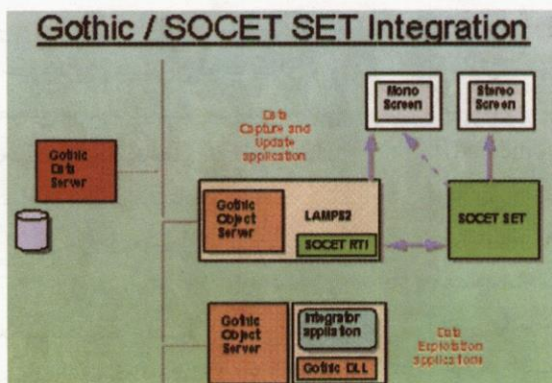 Gothic / SOCET SET Integration
Mono
Screen
Stereo
Screen
Data
Capture and
Update
application
Gothic
Data
Server
Gothic
Object
Server
LAMPS2
SOCET RTI
SOCET SET
Gothic
Object
Server
Integrator
application
Gothic DLL
Data
Exploitation
applications